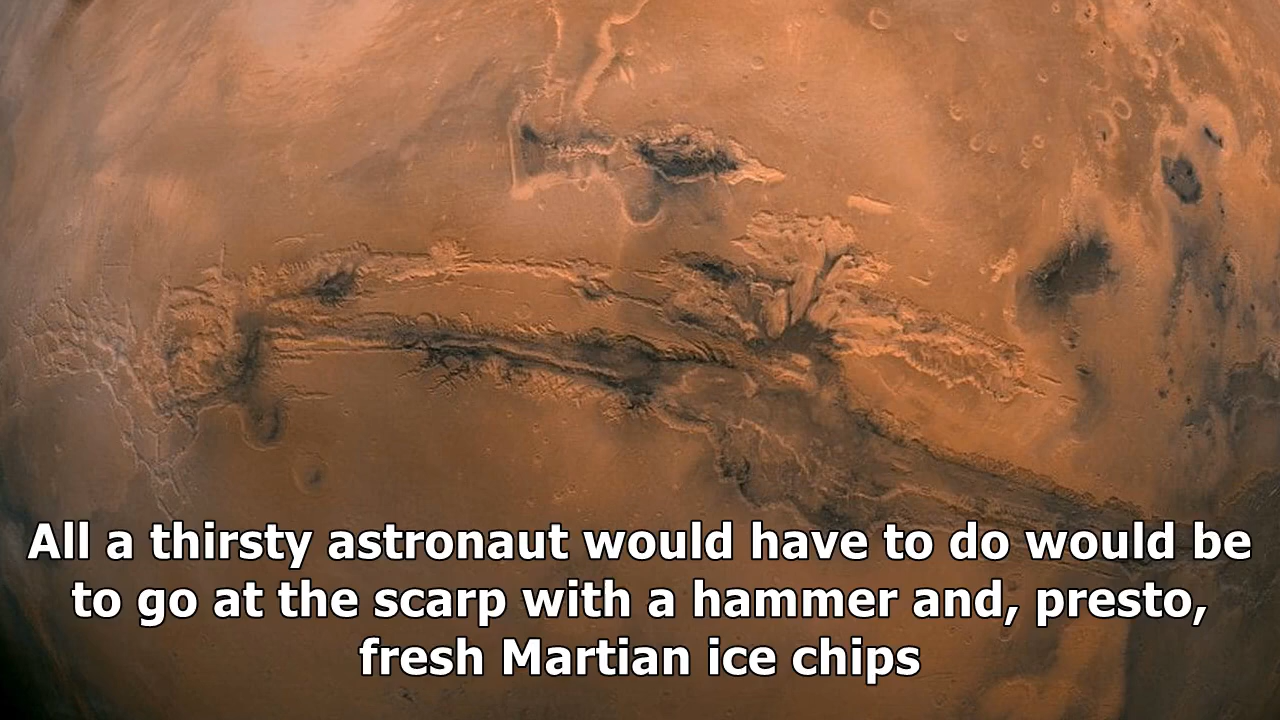 All a thirsty astronaut would have to do would be
to go at the scarp with a hammer and, presto,
fresh Martian ice chips